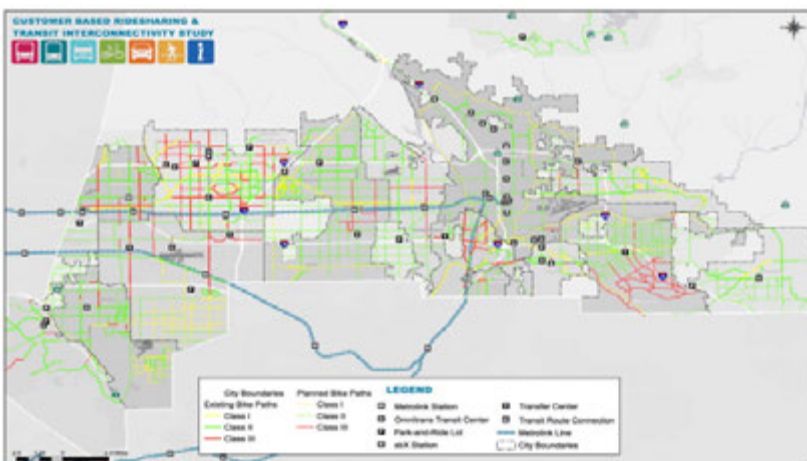 CUSTOMER BASED RIDESHARING &
TRANSIT INTERCONNECTIVITY STUDY
LEGEND
City Boundaries
Existing Bike Paths
Class I
Class II
Class III
Planned Bike Paths
Class I
Class II
Class III
Metrolink Station
Omnitrans Transit Center
Park-and-Ride Lot
sbX Station
Transfer Center
Transit Route Connection
Metrolink Line
City Boundaries